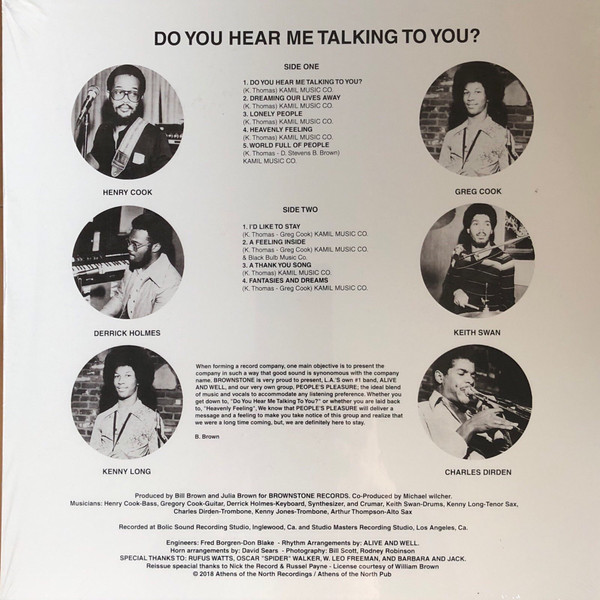 DO YOU HEAR ME TALKING TO YOU?
SIDE ONE
1. DO YOU HEAR ME TALKING TO YOU?
(K. Thomas) KAMIL MUSIC CO.
2. DREAMING OUR LIVES AWAY
(K. Thomas) KAMIL MUSIC CO.
3. LONELY PEOPLE
(K. Thomas) KAMIL MUSIC CO.
4. HEAVENLY FEELING
(K. Thomas) KAMIL MUSIC CO.
5. WORLD FULL OF PEOPLE
(K. Thomas - D. Stevens B. Brown)
KAMIL MUSIC CO.
HENRY COOK
GREG COOK
SIDE TWO
1. I'D LIKE TO STAY
(K. Thomas - Greg Cook) KAMIL MUSIC CO.
2. A FEELING INSIDE
(K. Thomas - Greg Cook) KAMIL MUSIC CO.
& Black Bulb Music Co.
3. A THANK YOU SONG
(K. Thomas) KAMIL MUSIC CO.
4. FANTASIES AND DREAMS
(K. Thomas - Greg Cook) KAMIL MUSIC CO.
DERRICK HOLMES
KEITH SWAN
When forming a record company, one main objective is to present the
company in such a way that good sound is synonomous with the company
name. BROWNSTONE is very proud to present, L.A.'S own #1 band, ALIVE
AND WELL, and our very own group, PEOPLE'S PLEASURE, the ideal blend
of music and vocals to accommodate any listening preference. Whether you
get down to, "Do You Hear Me Talking To You?" or whether you are laid back
to, "Heavenly Feeling", We know that PEOPLE'S PLEASURE will deliver a
message and a feeling to make you take notice of this group and realize that
we were a long time coming, but, we are definitely here to stay.
B. Brown
KENNY LONG
CHARLES DIRDEN
Produced by Bill Brown and Julia Brown for BROWNSTONE RECORDS. Co-Produced by Michael wilcher.
Musicians: Henry Cook-Bass, Gregory Cook-Guitar, Derrick Holmes-Keyboard, Synthesizer, and Crumar, Keith Swan-Drums, Kenny Long-Tenor Sax,
Charles Dirden-Trombone, Kenny Jones-Trombone, Arthur Thompson-Alto Sax
Recorded at Bolic Sound Recording Studio, Inglewood, Ca. and Studio Masters Recording Studio, Los Angeles, Ca.
Engineers: Fred Borgren-Don Blake - Rhythm Arrangements by: ALIVE AND WELL.
Horn arrangements by: David Sears - Photography: Bill Scott, Rodney Robinson
SPECIAL THANKS TO: RUFUS WATTS, OSCAR "SPIDER" WALKER, W. LEO FREEMAN, AND BARBARA AND JACK.
Reissue speacial thanks to Nick the Record & Russel Payne - License courtesy of William Brown
© 2018 Athens of the North Recordings / Athens of the North Pub